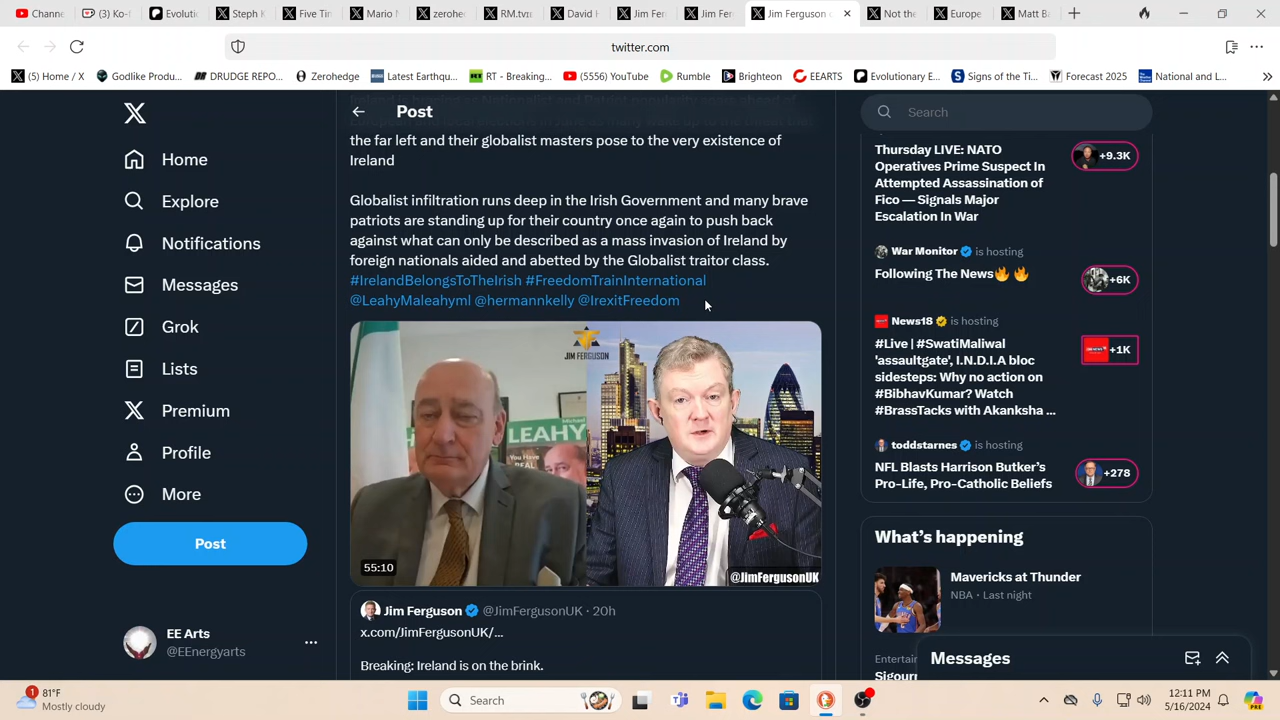 Channe
(3) Ko-f
Evoluti
Steph K
Five Tim
Mario N
zerohe
RM.tv
David H
Jim Fer
Jim Fer
Jim Ferguson o
Not the
Europe
Matt B
twitter.com
(5) Home / X
Godlike Produ...
DRUDGE REPO...
Zerohedge
Latest Earthqu...
RT - Breaking...
(5556) YouTube
Rumble
Brighteon
EEARTS
Evolutionary E...
Signs of the Ti...
Forecast 2025
National and L...
Post
the far left and their globalist masters pose to the very existence of
Ireland
Globalist infiltration runs deep in the Irish Government and many brave
patriots are standing up for their country once again to push back
against what can only be described as a mass invasion of Ireland by
foreign nationals aided and abetted by the Globalist traitor class.
#IrelandBelongsToTheIrish #FreedomTrainInternational
@LeahyMaleahyml @hermannkelly @IrexitFreedom
JIM FERGUSON
LEAHY
55:10
@JimFergusonUK
Jim Ferguson @JimFergusonUK · 20h
x.com/JimFergusonUK/...
Breaking: Ireland is on the brink.
Home
Explore
Notifications
Messages
Grok
Lists
Premium
Profile
More
Post
EE Arts
@EEnergyarts
Search
Thursday LIVE: NATO
Operatives Prime Suspect In
Attempted Assassination of
Fico — Signals Major
Escalation In War
+9.3K
War Monitor is hosting
Following The News🔥🔥
+6K
News18 is hosting
#Live | #SwatiMaliwal
'assaultgate', I.N.D.I.A bloc
sidesteps: Why no action on
#BibhavKumar? Watch
#BrassTacks with Akanksha ...
+1K
toddstarnes is hosting
NFL Blasts Harrison Butker's
Pro-Life, Pro-Catholic Beliefs
+278
What's happening
Mavericks at Thunder
NBA · Last night
Entertain
Sigour
Messages
1
81°F
Mostly cloudy
Search
12:11 PM
5/16/2024
PRE